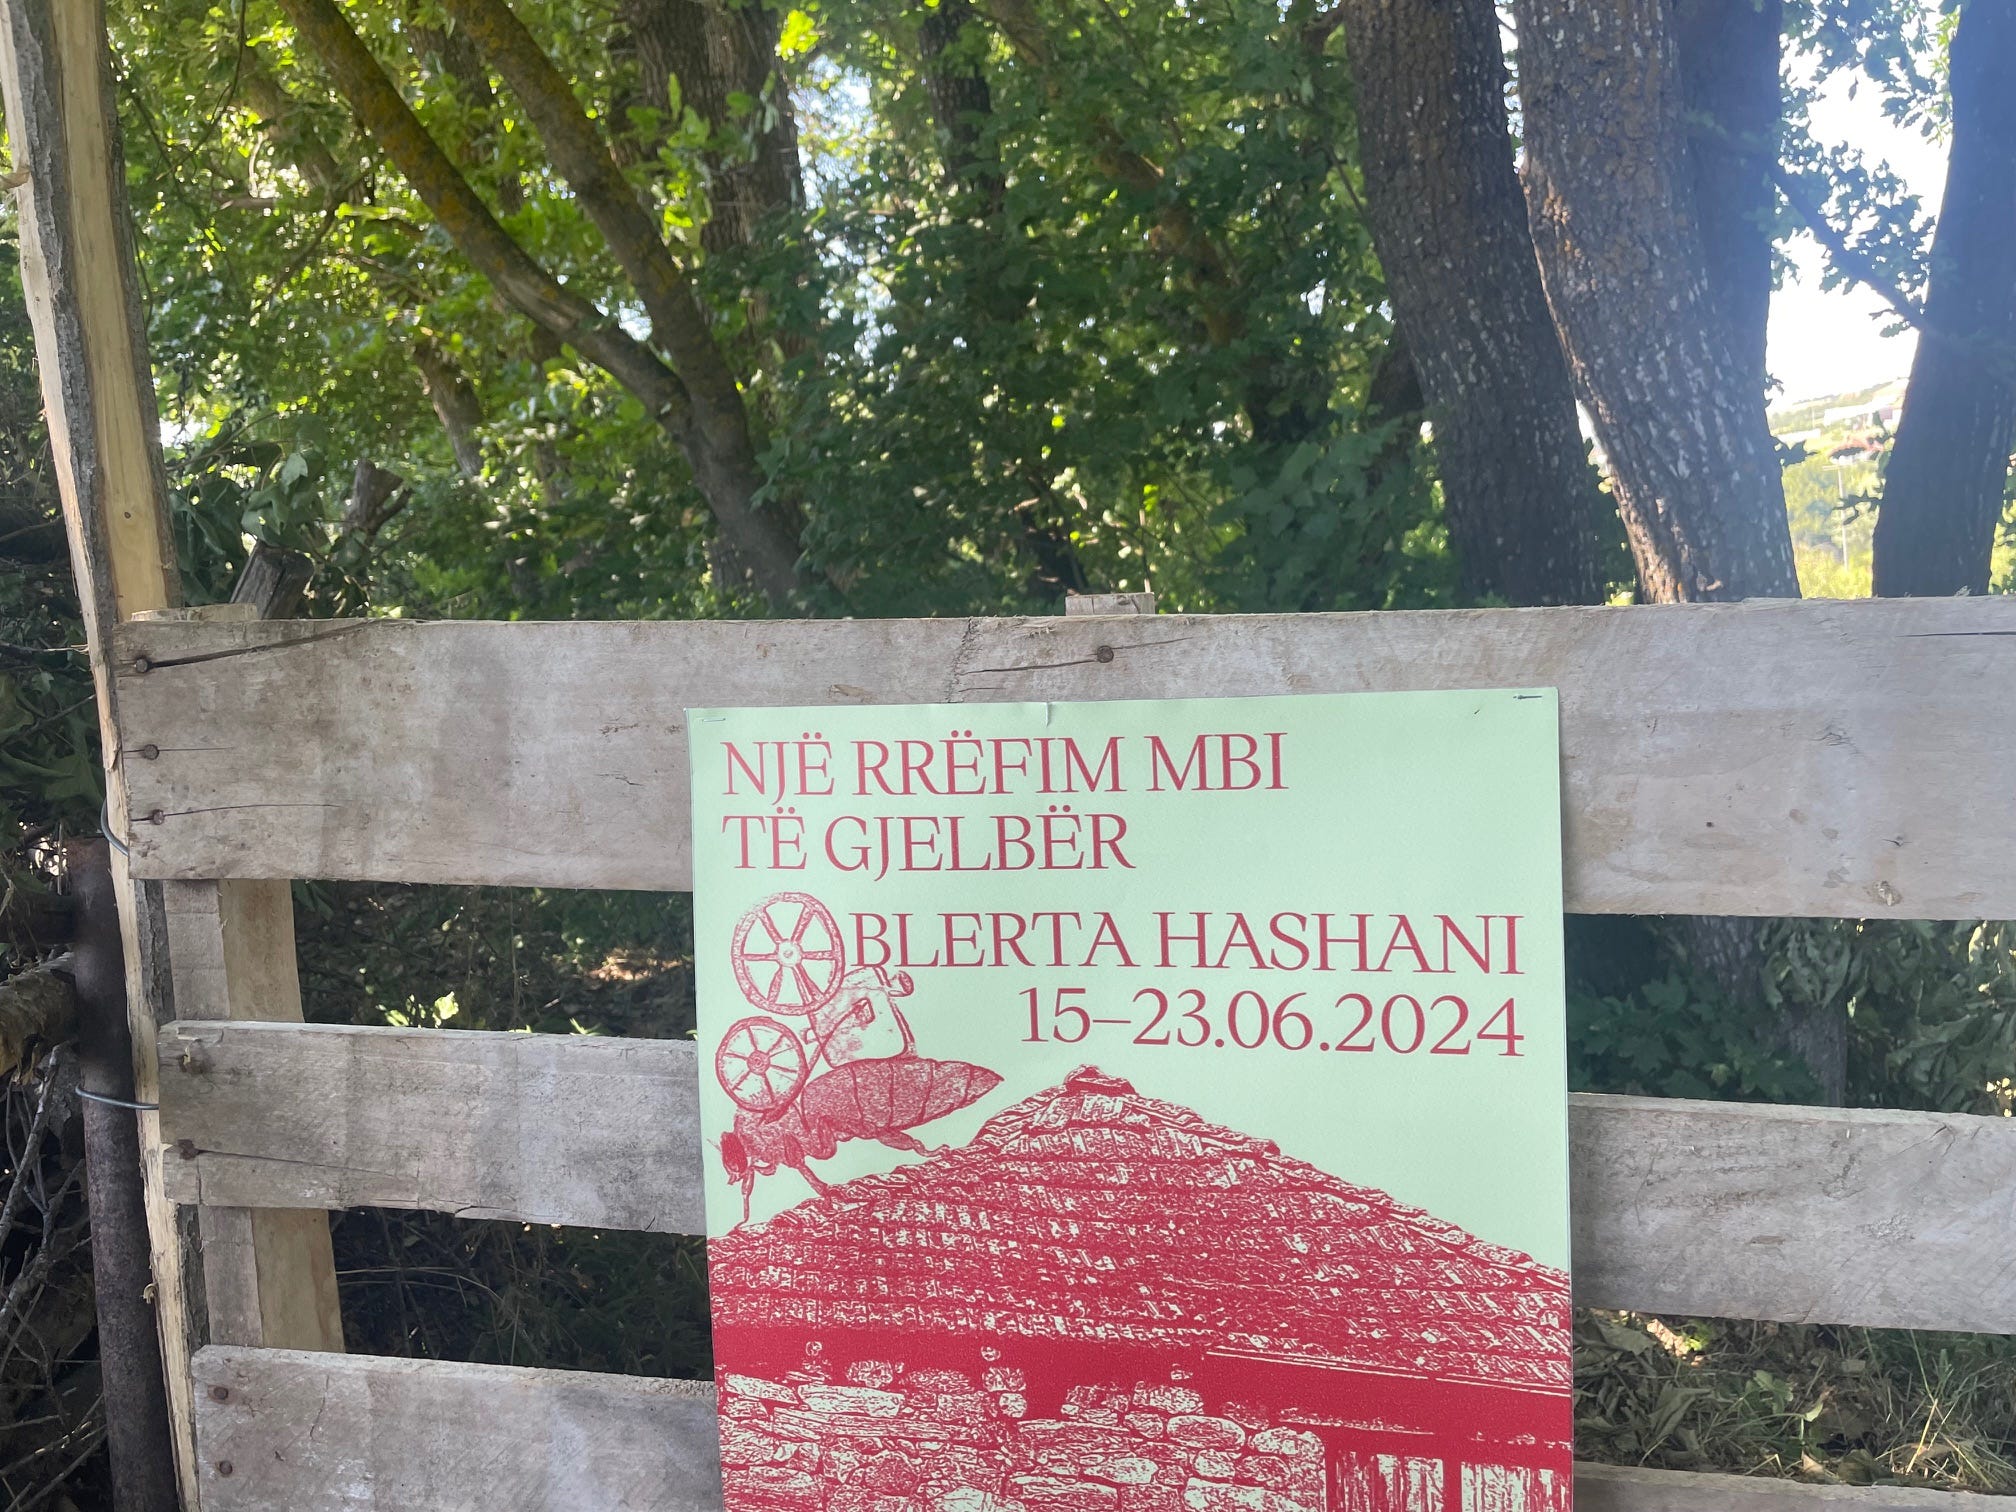 NJË RRËFIM MBI
TË GJELBËR
BLERTA HASHANI
15–23.06.2024